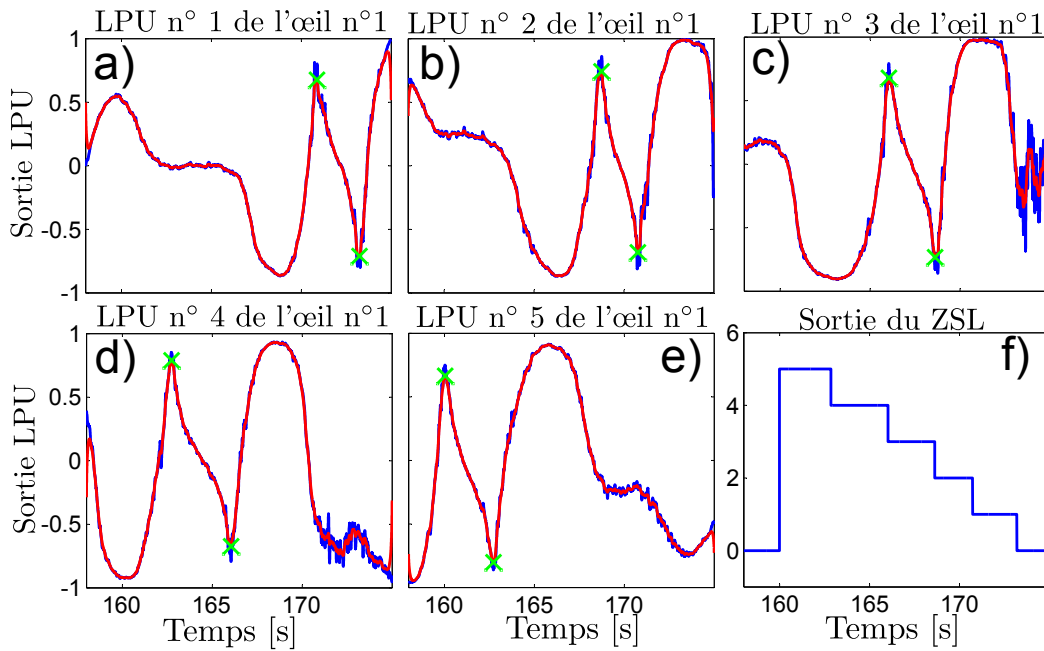 LPU n° 1 de l'œil n°1
LPU n° 2 de l'œil n°1
LPU n° 3 de l'œil n°1
a)
b)
c)
Sortie LPU
1
0.5
0
-0.5
-1
LPU n° 4 de l'œil n°1
LPU n° 5 de l'œil n°1
Sortie du ZSL
d)
e)
f)
Sortie LPU
1
0.5
0
-0.5
-1
6
4
2
0
160 165 170
160 165 170
160 165 170
Temps [s]
Temps [s]
Temps [s]